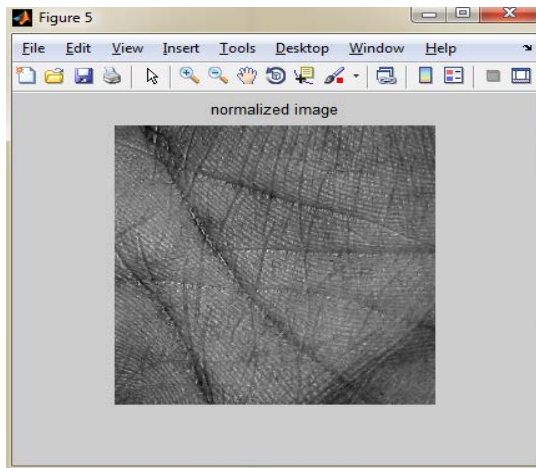 Figure 5
File Edit View Insert Tools Desktop Window Help
normalized image